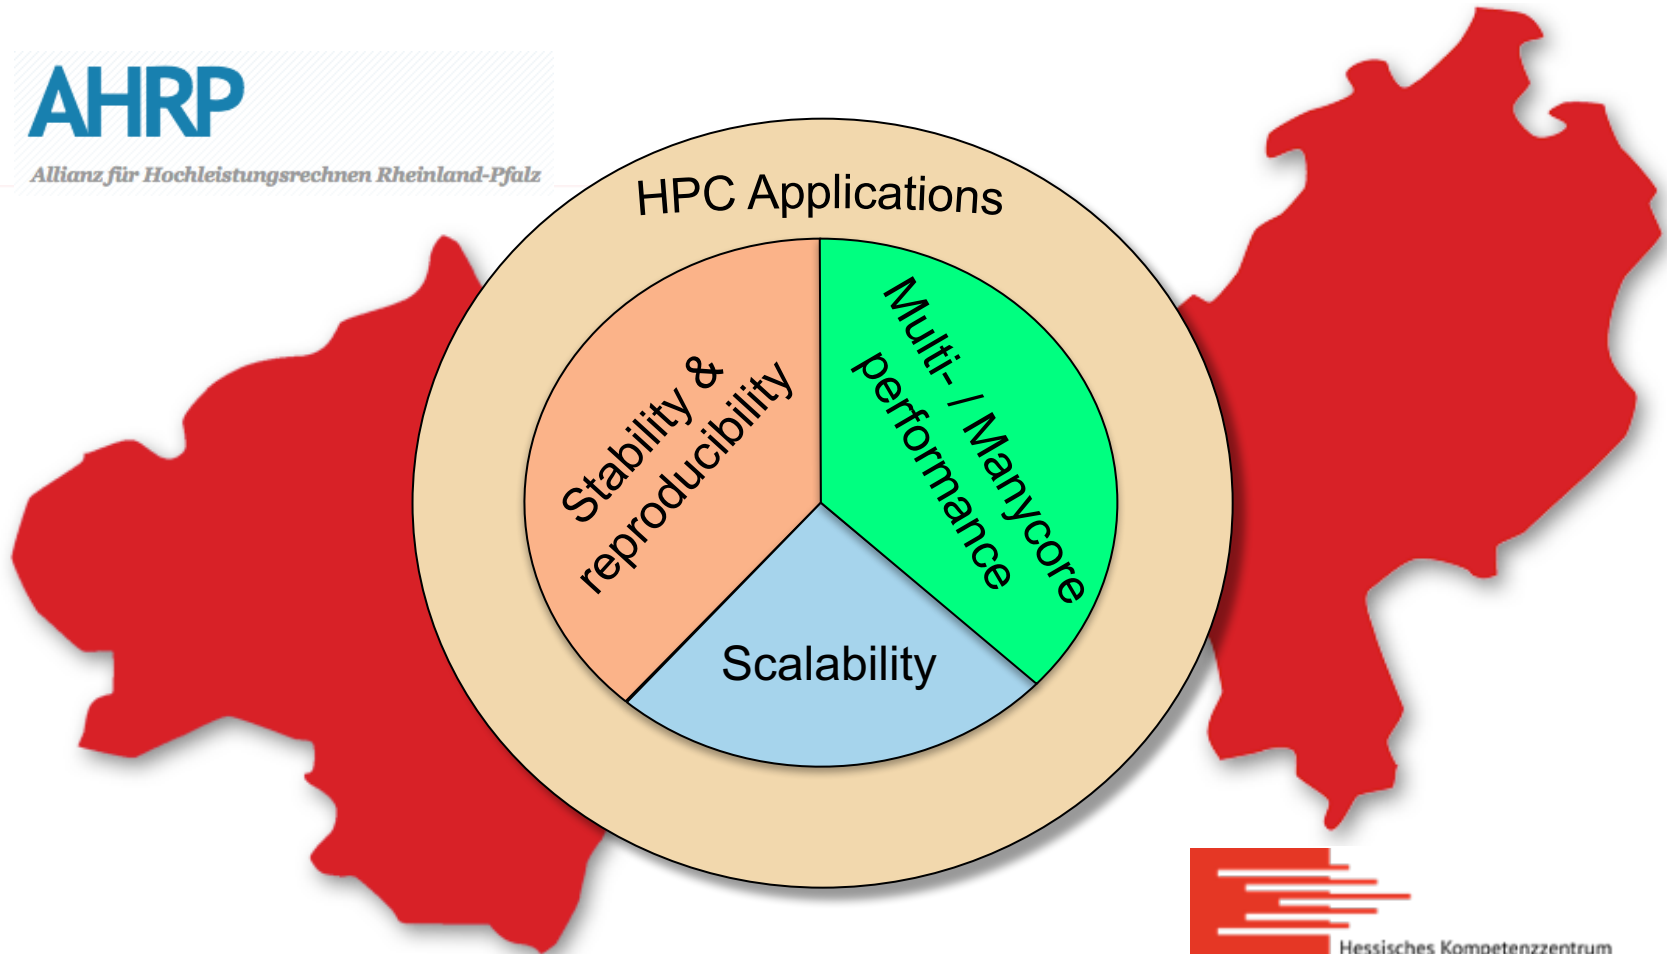 AHRP
Allianz für Hochleistungsrechnen Rheinland-Pfalz
HPC Applications
Stability &
reproducibility
Multi- / Manycore
performance
Scalability
Hessisches Kompetenzzentrum